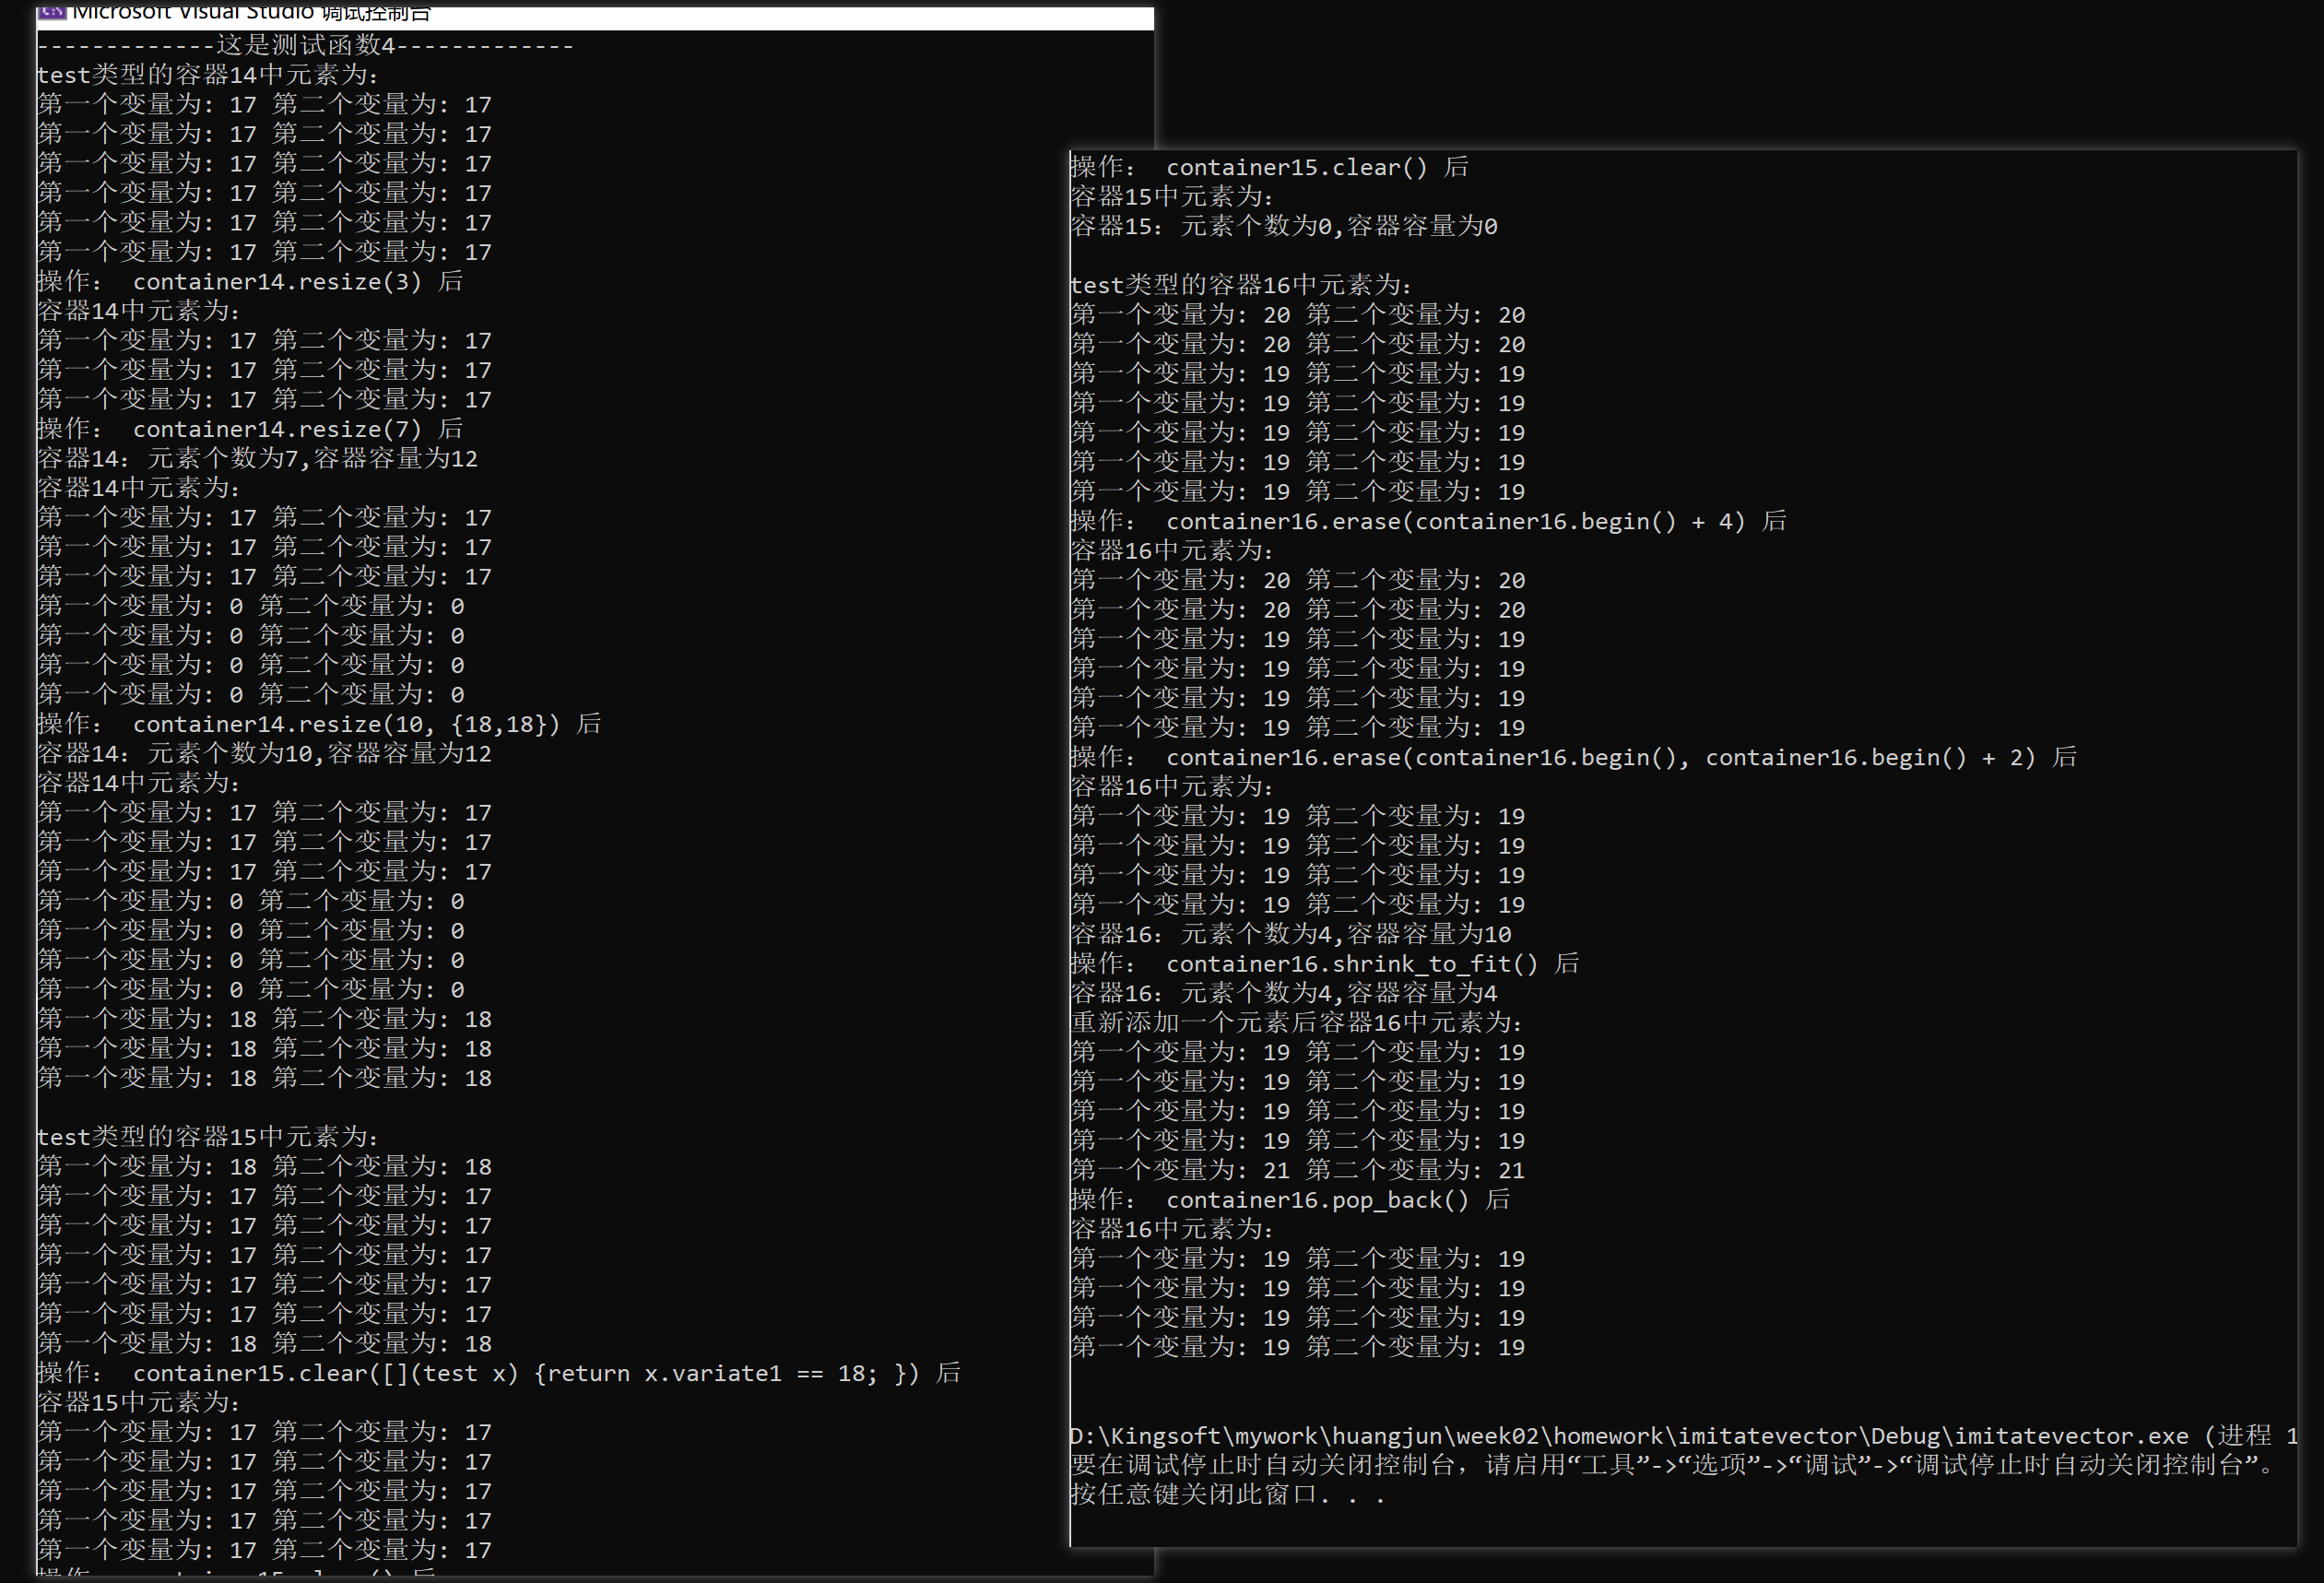 Microsoft Visual Studio 调试控制台
-------------这是测试函数4-------------
test类型的容器14中元素为:
第一个变量为: 17 第二个变量为: 17
第一个变量为: 17 第二个变量为: 17
第一个变量为: 17 第二个变量为: 17
第一个变量为: 17 第二个变量为: 17
第一个变量为: 17 第二个变量为: 17
第一个变量为: 17 第二个变量为: 17
操作:  container14.resize(3) 后
容器14中元素为:
第一个变量为: 17 第二个变量为: 17
第一个变量为: 17 第二个变量为: 17
第一个变量为: 17 第二个变量为: 17
操作:  container14.resize(7) 后
容器14: 元素个数为7,容器容量为12
容器14中元素为:
第一个变量为: 17 第二个变量为: 17
第一个变量为: 17 第二个变量为: 17
第一个变量为: 17 第二个变量为: 17
第一个变量为: 0 第二个变量为: 0
第一个变量为: 0 第二个变量为: 0
第一个变量为: 0 第二个变量为: 0
第一个变量为: 0 第二个变量为: 0
操作:  container14.resize(10, {18,18}) 后
容器14: 元素个数为10,容器容量为12
容器14中元素为:
第一个变量为: 17 第二个变量为: 17
第一个变量为: 17 第二个变量为: 17
第一个变量为: 17 第二个变量为: 17
第一个变量为: 0 第二个变量为: 0
第一个变量为: 0 第二个变量为: 0
第一个变量为: 0 第二个变量为: 0
第一个变量为: 0 第二个变量为: 0
第一个变量为: 18 第二个变量为: 18
第一个变量为: 18 第二个变量为: 18
第一个变量为: 18 第二个变量为: 18
test类型的容器15中元素为:
第一个变量为: 18 第二个变量为: 18
第一个变量为: 17 第二个变量为: 17
第一个变量为: 17 第二个变量为: 17
第一个变量为: 17 第二个变量为: 17
第一个变量为: 17 第二个变量为: 17
第一个变量为: 17 第二个变量为: 17
第一个变量为: 18 第二个变量为: 18
操作:  container15.clear([](test x) {return x.variate1 == 18; }) 后
容器15中元素为:
第一个变量为: 17 第二个变量为: 17
第一个变量为: 17 第二个变量为: 17
第一个变量为: 17 第二个变量为: 17
第一个变量为: 17 第二个变量为: 17
第一个变量为: 17 第二个变量为: 17
操作:  container15.clear() 后
容器15中元素为:
容器15: 元素个数为0,容器容量为0
test类型的容器16中元素为:
第一个变量为: 20 第二个变量为: 20
第一个变量为: 20 第二个变量为: 20
第一个变量为: 19 第二个变量为: 19
第一个变量为: 19 第二个变量为: 19
第一个变量为: 19 第二个变量为: 19
第一个变量为: 19 第二个变量为: 19
第一个变量为: 19 第二个变量为: 19
操作:  container16.erase(container16.begin() + 4) 后
容器16中元素为:
第一个变量为: 20 第二个变量为: 20
第一个变量为: 20 第二个变量为: 20
第一个变量为: 19 第二个变量为: 19
第一个变量为: 19 第二个变量为: 19
第一个变量为: 19 第二个变量为: 19
第一个变量为: 19 第二个变量为: 19
操作:  container16.erase(container16.begin(), container16.begin() + 2) 后
容器16中元素为:
第一个变量为: 19 第二个变量为: 19
第一个变量为: 19 第二个变量为: 19
第一个变量为: 19 第二个变量为: 19
第一个变量为: 19 第二个变量为: 19
容器16: 元素个数为4,容器容量为10
操作:  container16.shrink_to_fit() 后
容器16: 元素个数为4,容器容量为4
重新添加一个元素后容器16中元素为:
第一个变量为: 19 第二个变量为: 19
第一个变量为: 19 第二个变量为: 19
第一个变量为: 19 第二个变量为: 19
第一个变量为: 19 第二个变量为: 19
第一个变量为: 21 第二个变量为: 21
操作:  container16.pop_back() 后
容器16中元素为:
第一个变量为: 19 第二个变量为: 19
第一个变量为: 19 第二个变量为: 19
第一个变量为: 19 第二个变量为: 19
第一个变量为: 19 第二个变量为: 19
D:\Kingsoft\mywork\huangjun\week02\homework\imitatevector\Debug\imitatevector.exe (进程 1
要在调试停止时自动关闭控制台，请启用“工具”->“选项”->“调试”->“调试停止时自动关闭控制台”。
按任意键关闭此窗口. . .